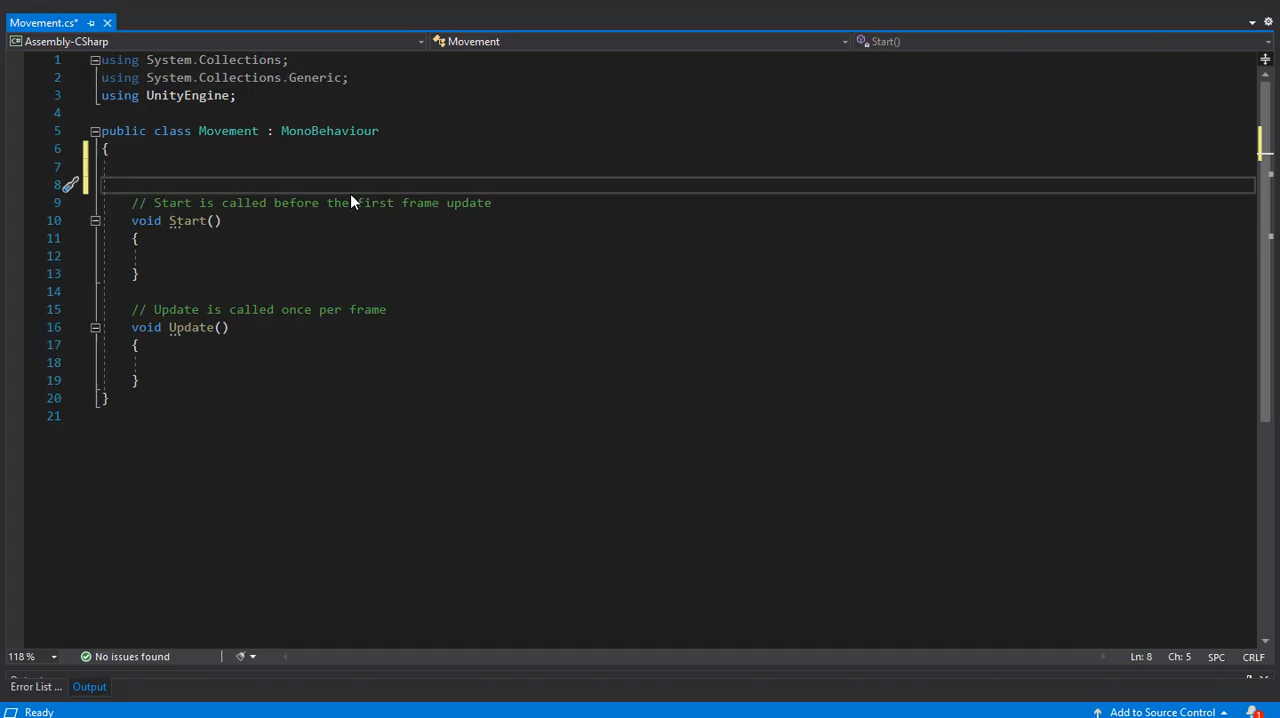 Movement.cs*
Assembly-CSharp Movement Start()
1 using System.Collections;
2 using System.Collections.Generic;
3 using UnityEngine;
4
5 public class Movement : MonoBehaviour
6 {
7
8
9 // Start is called before the first frame update
10 void Start()
11 {
12
13 }
14
15 // Update is called once per frame
16 void Update()
17 {
18
19 }
20 }
21
118 % No issues found Ln: 8 Ch: 5 SPC CRLF
Error List ... Output
Ready Add to Source Control 1